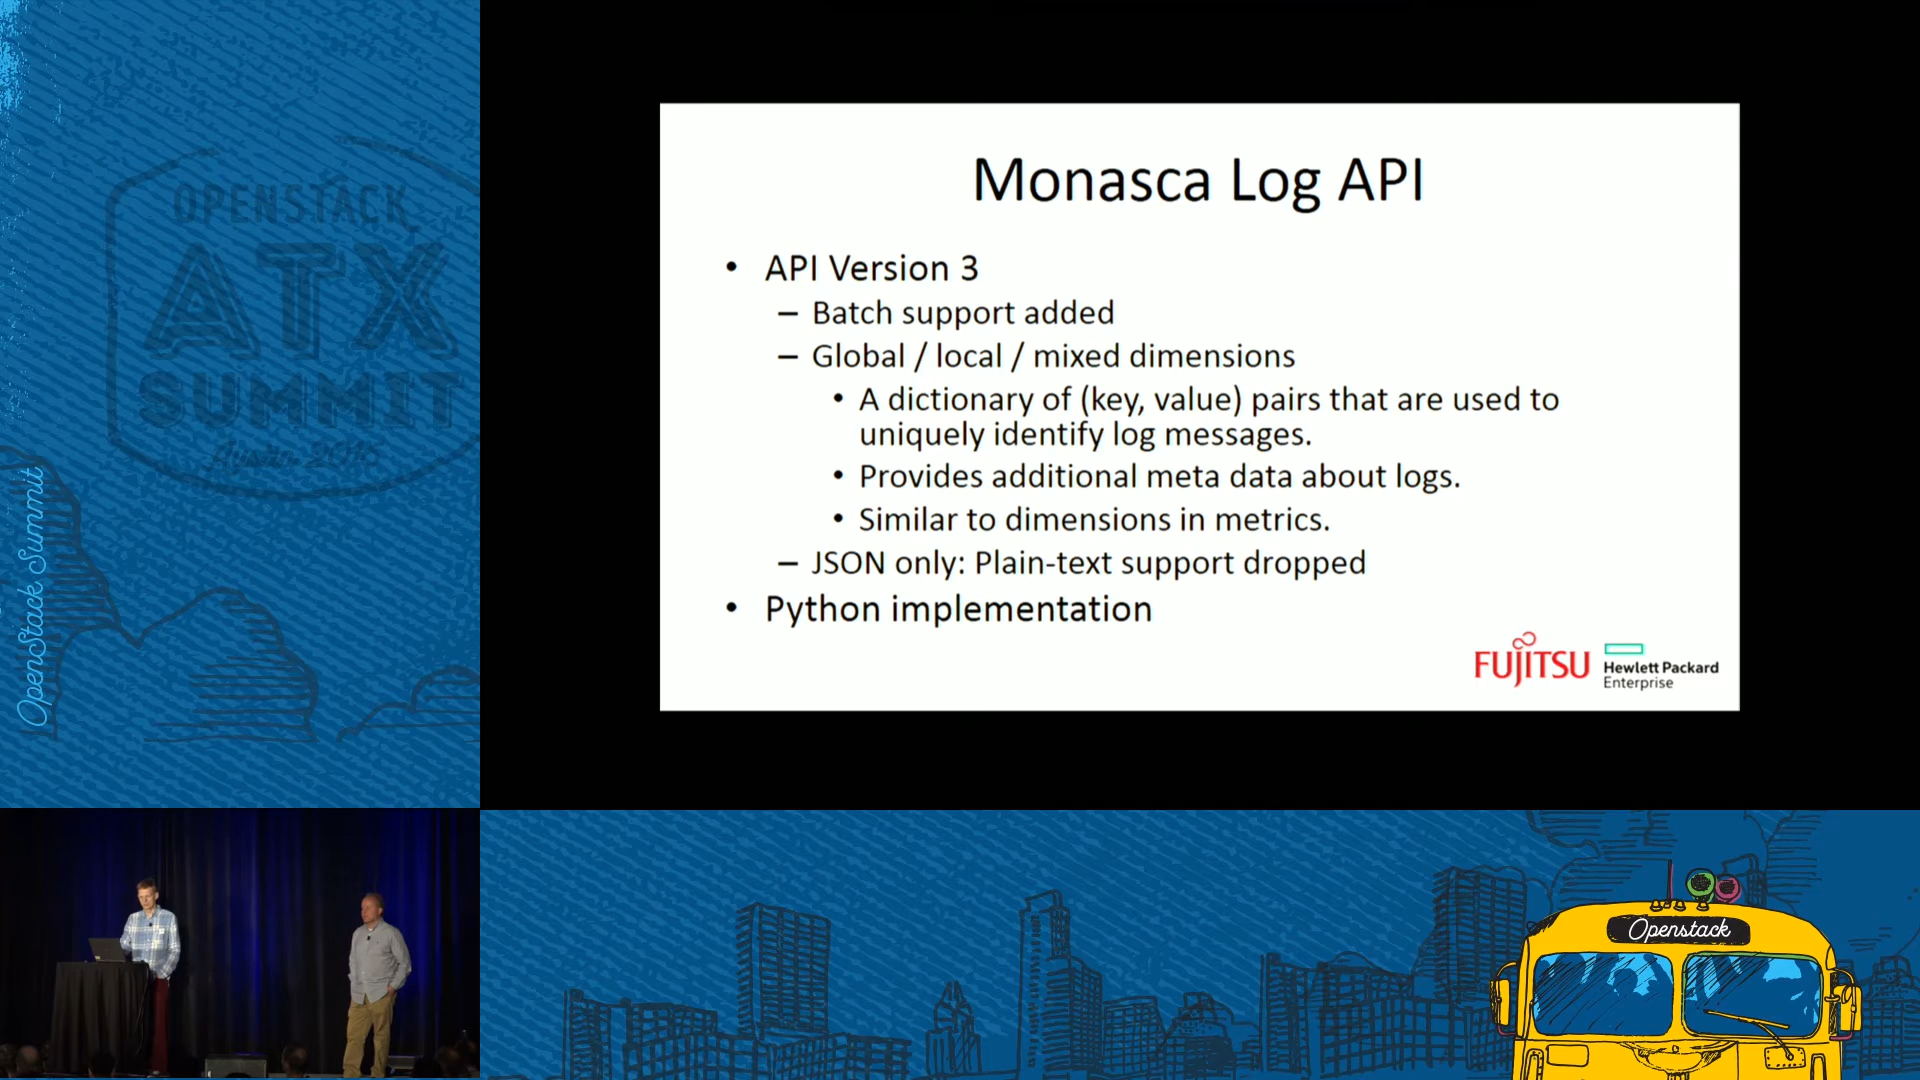 OPENSTACK
ATX
SUMMIT
Austin 2016
OpenStack Summit
Monasca Log API
• API Version 3
– Batch support added
– Global / local / mixed dimensions
• A dictionary of (key, value) pairs that are used to
uniquely identify log messages.
• Provides additional meta data about logs.
• Similar to dimensions in metrics.
– JSON only: Plain-text support dropped
• Python implementation
FUJITSU
Hewlett Packard
Enterprise
Openstack